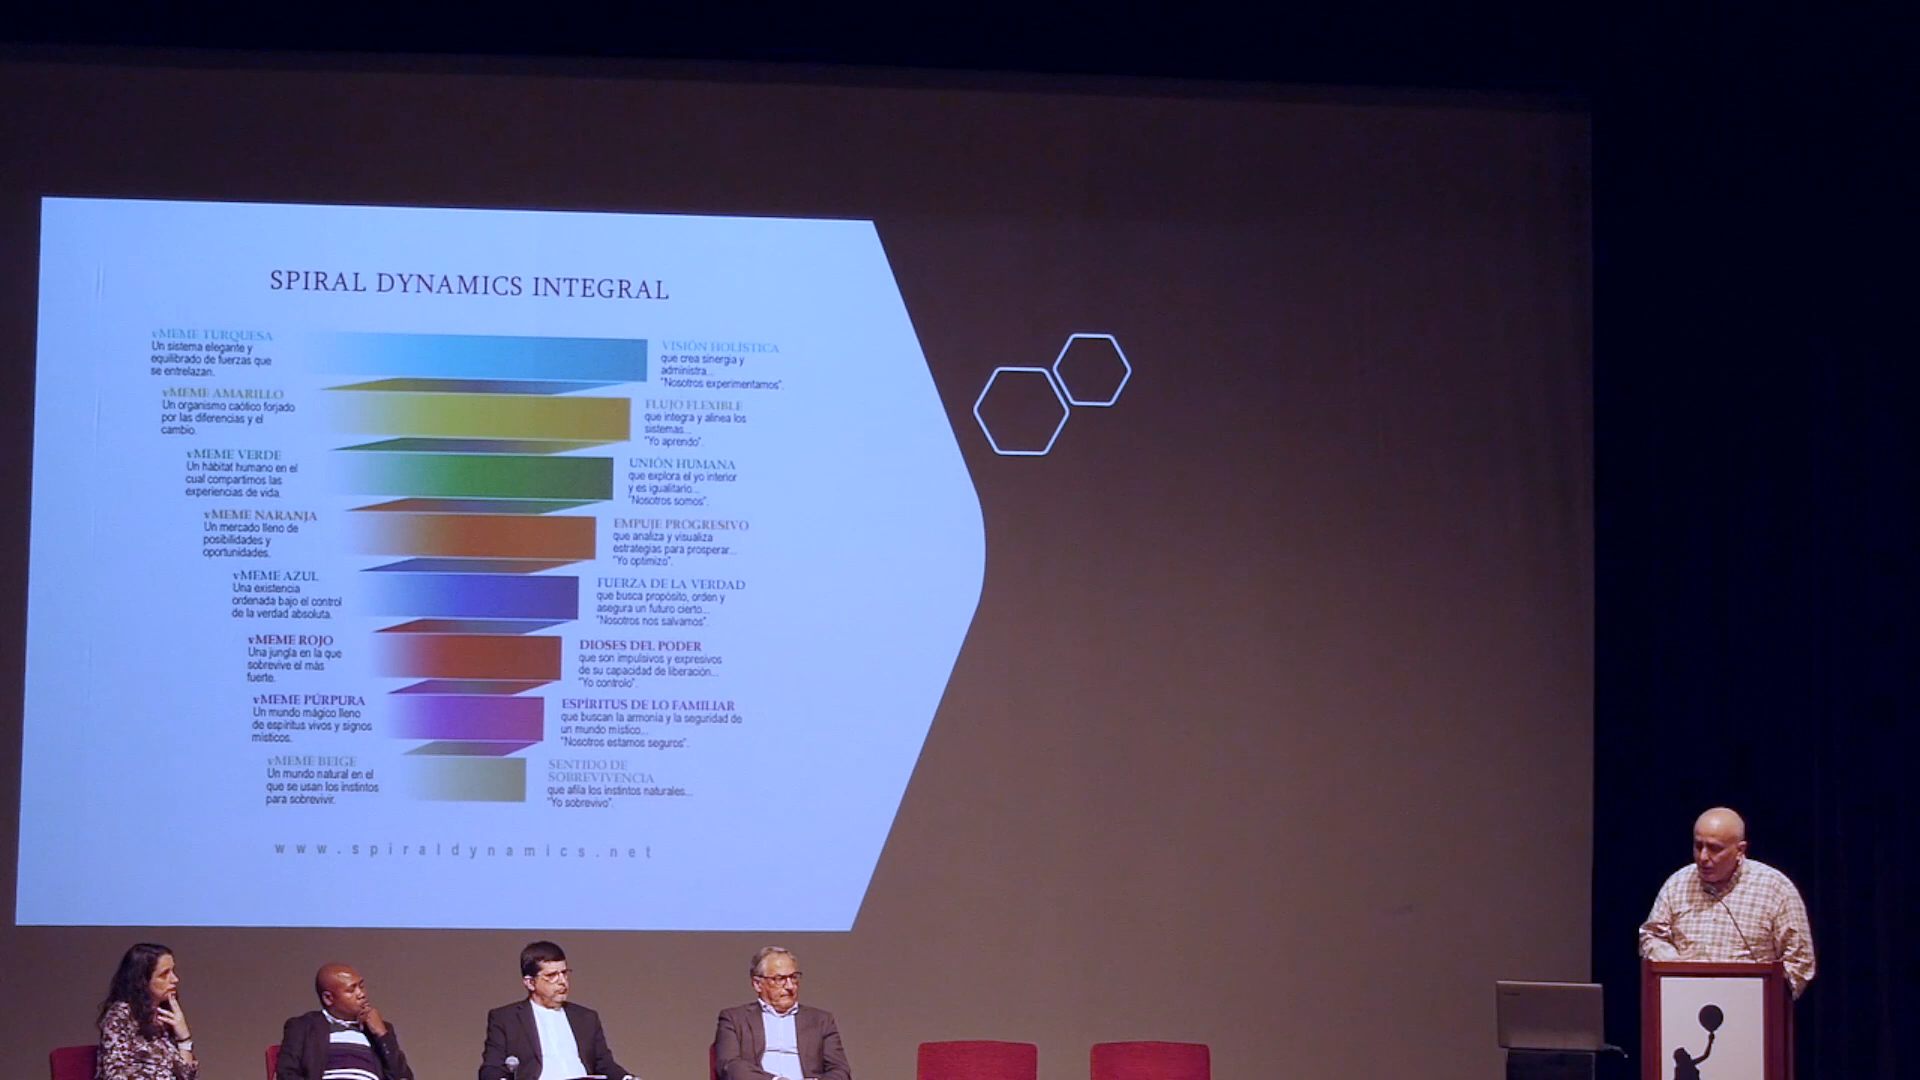 SPIRAL DYNAMICS INTEGRAL
vMEME TURQUESA
Un sistema elegante y
equilibrado de fuerzas que
se entrelazan.
VISIÓN HOLÍSTICA
que crea sinergia y
administra...
"Nosotros experimentamos".
vMEME AMARILLO
Un organismo caótico forjado
por las diferencias y el
cambio.
FLUJO FLEXIBLE
que integra y alinea los
sistemas...
"Yo aprendo".
vMEME VERDE
Un hábitat humano en el
cual compartimos las
experiencias de vida.
UNIÓN HUMANA
que explora el yo interior
y es igualitario...
"Nosotros somos".
vMEME NARANJA
Un mercado lleno de
posibilidades y
oportunidades.
EMPUJE PROGRESIVO
que analiza y visualiza
estrategias para prosperar...
"Yo optimizo".
vMEME AZUL
Una existencia
ordenada bajo el control
de la verdad absoluta.
FUERZA DE LA VERDAD
que busca propósito, orden y
asegura un futuro cierto...
"Nosotros nos salvamos".
vMEME ROJO
Una jungla en la que
sobrevive el más
fuerte.
DIOSES DEL PODER
que son impulsivos y expresivos
de su capacidad de liberación...
"Yo controlo".
vMEME PÚRPURA
Un mundo mágico lleno
de espíritus vivos y signos
místicos.
ESPÍRITUS DE LO FAMILIAR
que buscan la armonía y la seguridad de
un mundo místico...
"Nosotros estamos seguros".
vMEME BEIGE
Un mundo natural en el
que se usan los instintos
para sobrevivir.
SENTIDO DE
SOBREVIVENCIA
que afila los instintos naturales...
"Yo sobrevivo".
www.spiraldynamics.net